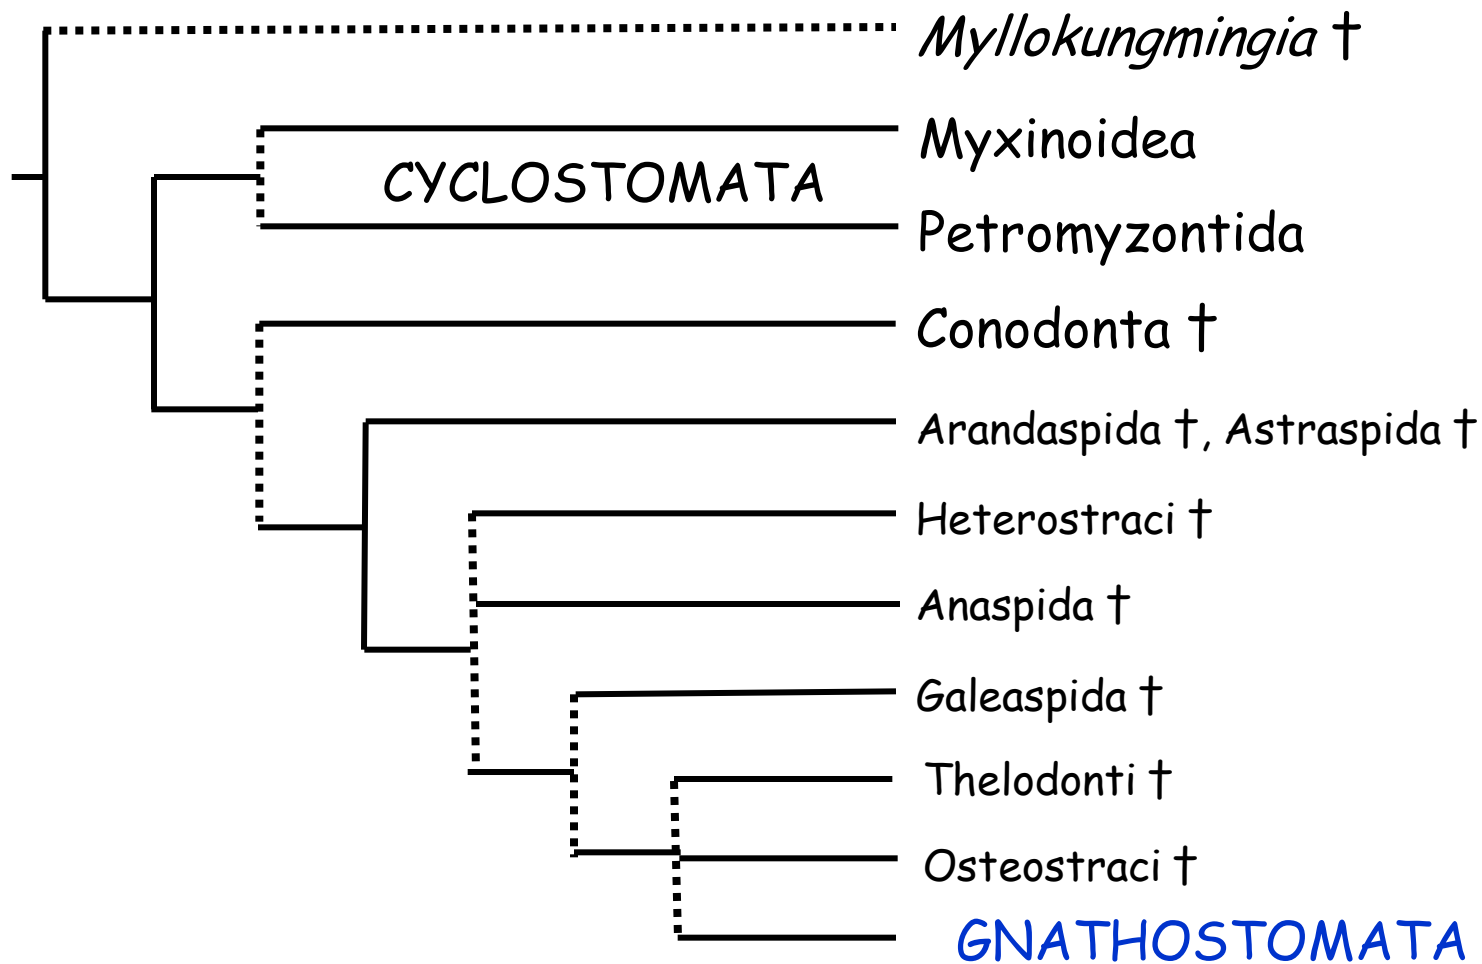 Myllokungmingia †
Myxinoidea
CYCLOSTOMATA
Petromyzontida
Conodonta †
Arandaspida †, Astraspida †
Heterostraci †
Anaspida †
Galeaspida †
Thelodonti †
Osteostraci †
GNATHOSTOMATA